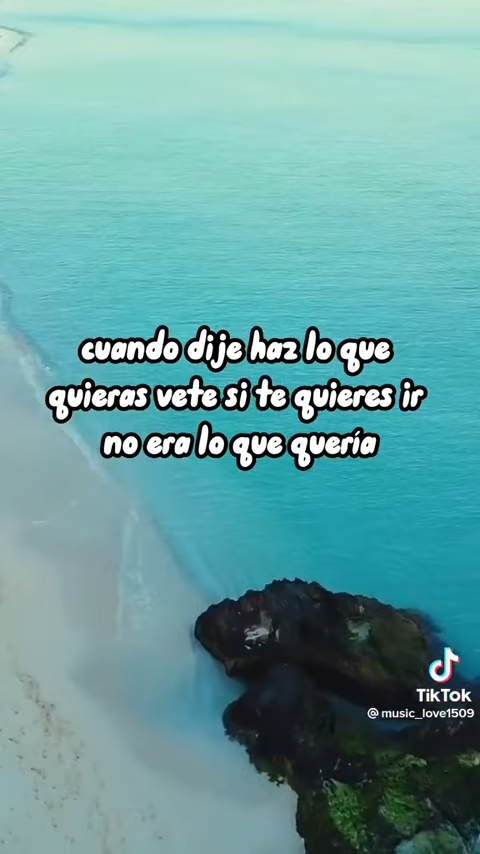 cuando dije haz lo que
quieras vete si te quieres ir
no era lo que quería
TikTok
@music_love1509